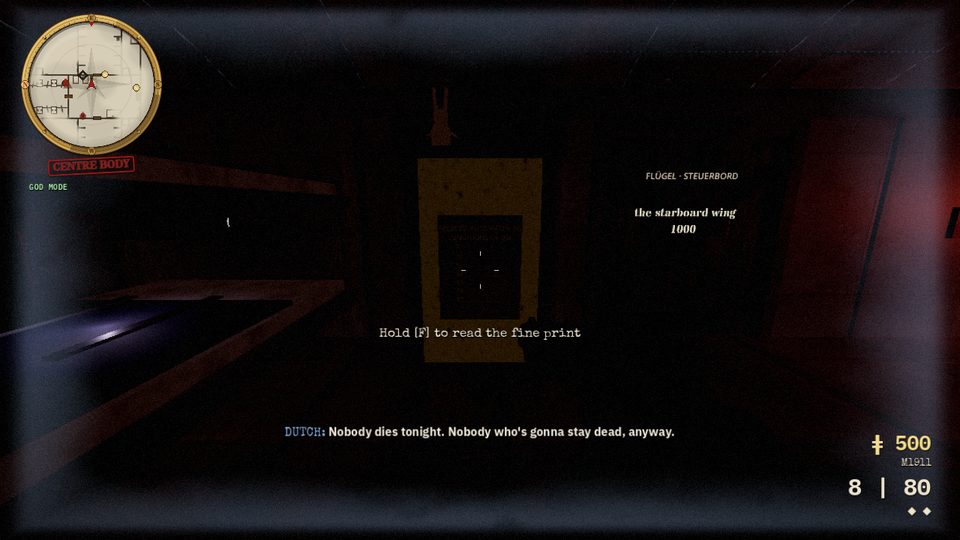 CENTRE BODY
GOD MODE
FLÜGEL · STEUERBORD
the starboard wing
1000
Hold [F] to read the fine print
DUTCH: Nobody dies tonight. Nobody who's gonna stay dead, anyway.
500
M1911
8 | 80